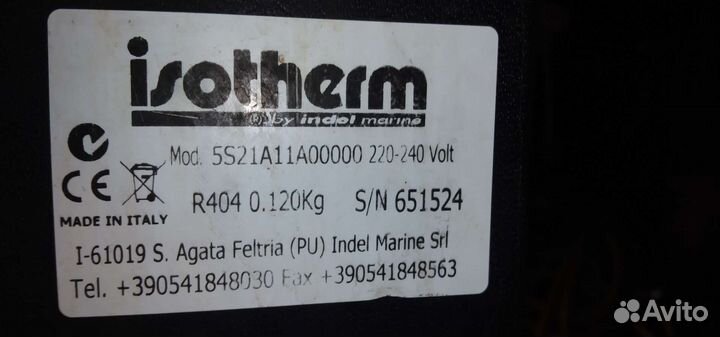 isotherm
® by indel marine
Mod. 5S21A11A00000 220-240 Volt
CE
R404 0.120Kg S/N 651524
MADE IN ITALY
I-61019 S. Agata Feltria (PU) Indel Marine Srl
Tel. +390541848030 Fax +390541848563
Avito